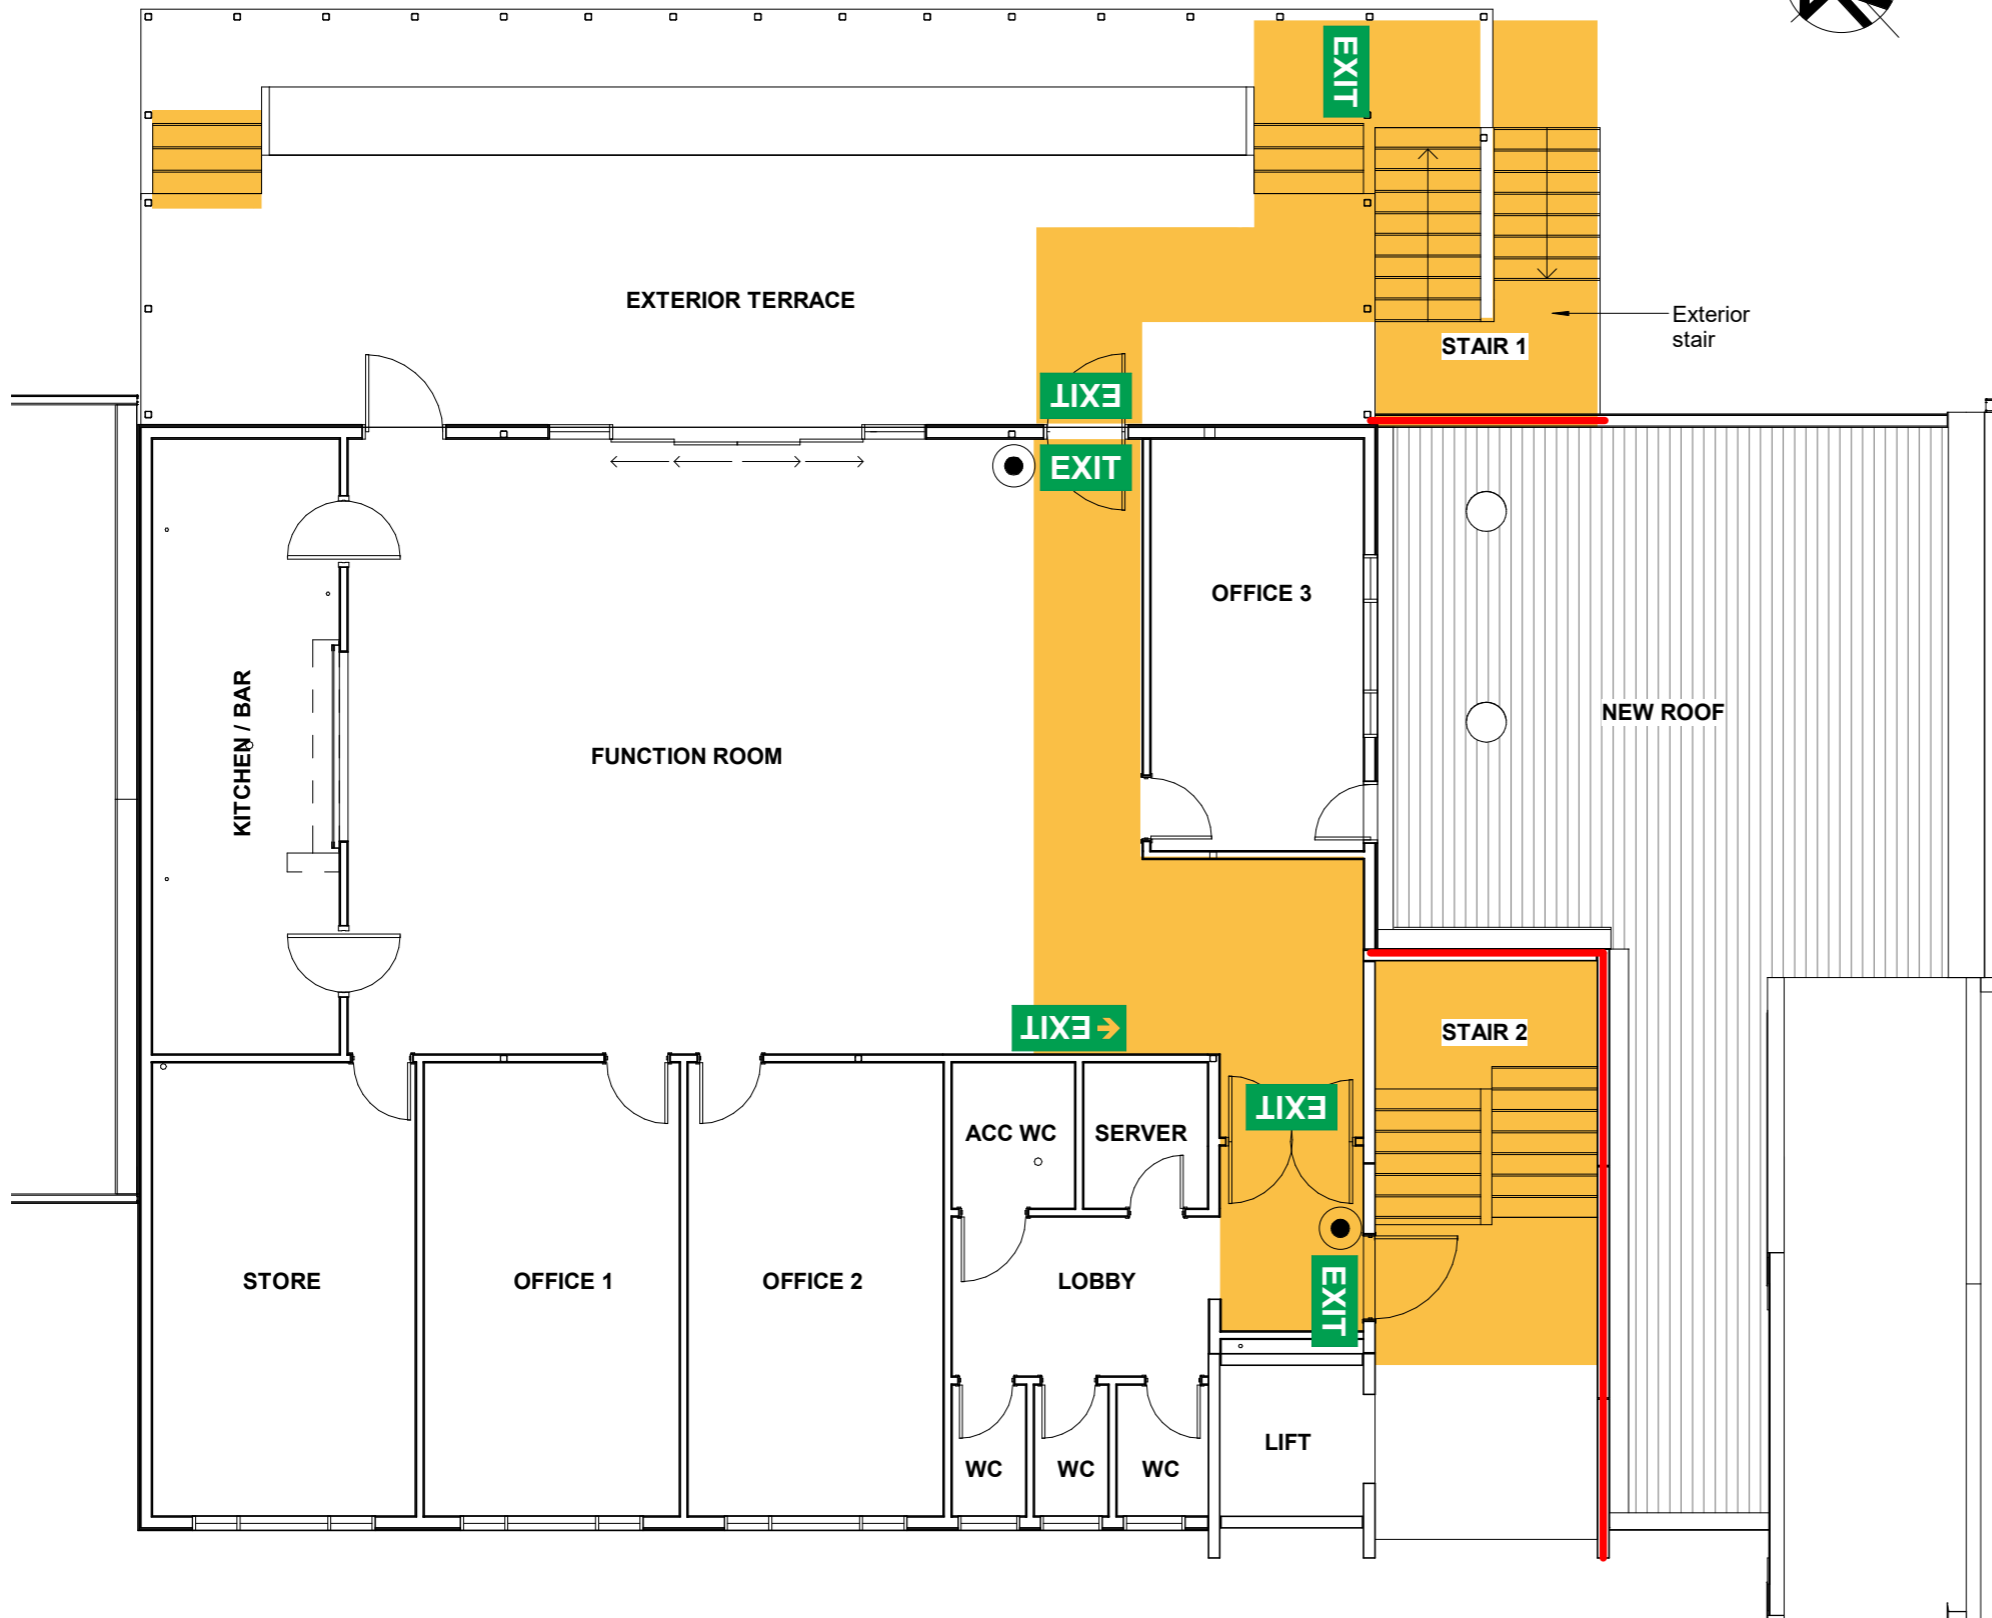 EXIT
EXTERIOR TERRACE
Exterior
stair
STAIR 1
EXIT
EXIT
OFFICE 3
KITCHEN / BAR
FUNCTION ROOM
NEW ROOF
EXIT
STAIR 2
EXIT
ACC WC
SERVER
STORE
OFFICE 1
OFFICE 2
LOBBY
EXIT
LIFT
WC
WC
WC